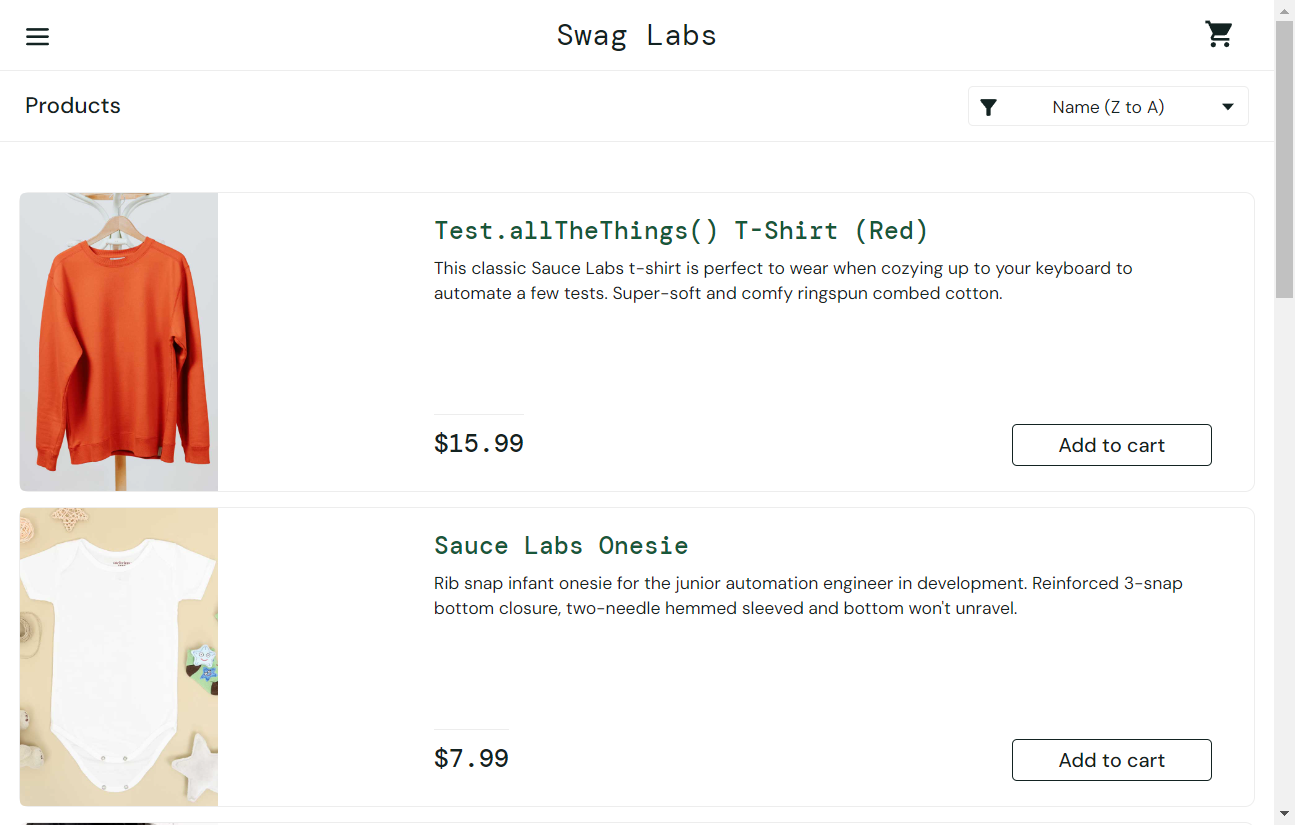 Swag Labs
Products
Name (Z to A)
Test.allTheThings() T-Shirt (Red)
This classic Sauce Labs t-shirt is perfect to wear when cozying up to your keyboard to
automate a few tests. Super-soft and comfy ringspun combed cotton.
$15.99
Add to cart
Sauce Labs Onesie
Rib snap infant onesie for the junior automation engineer in development. Reinforced 3-snap
bottom closure, two-needle hemmed sleeved and bottom won't unravel.
$7.99
Add to cart